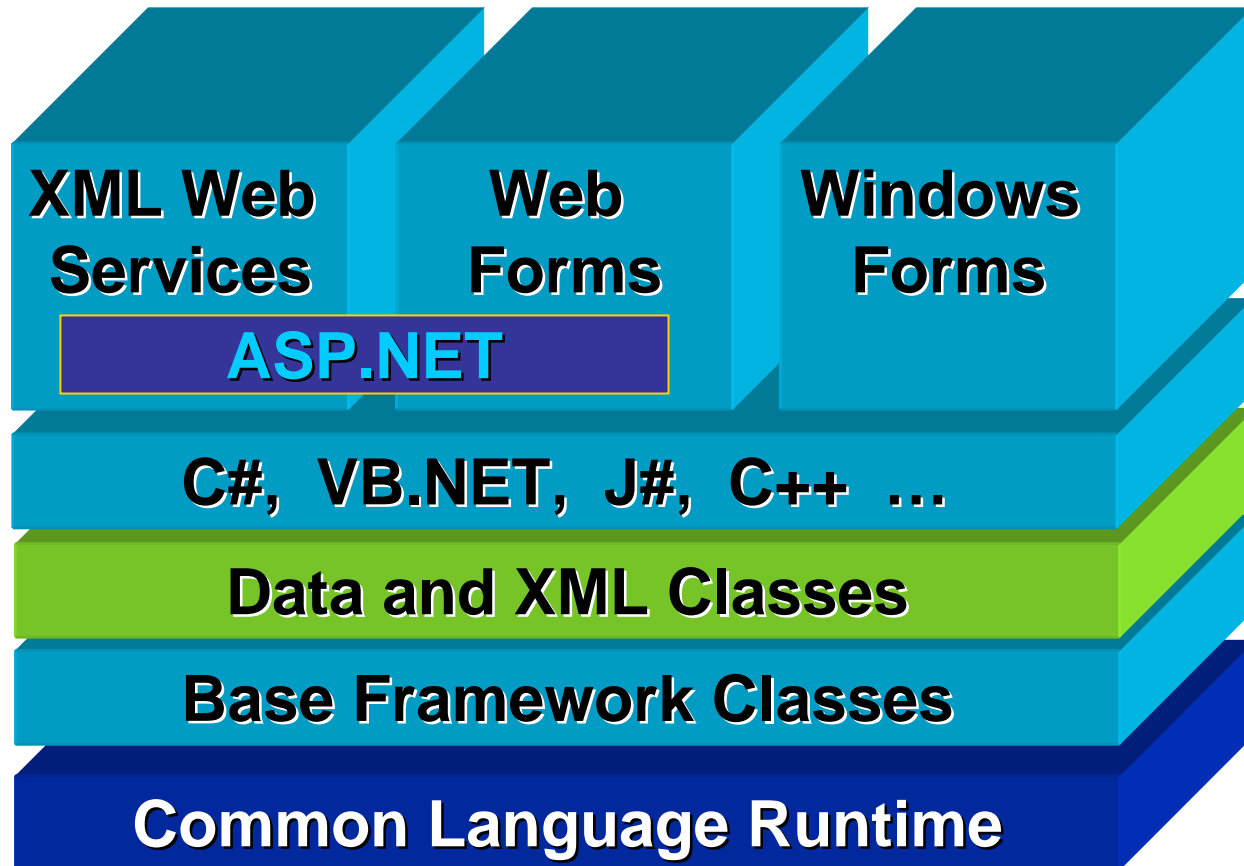 XML Web
Services
Web
Forms
Windows
Forms
ASP.NET
C#, VB.NET, J#, C++ …
Data and XML Classes
Base Framework Classes
Common Language Runtime